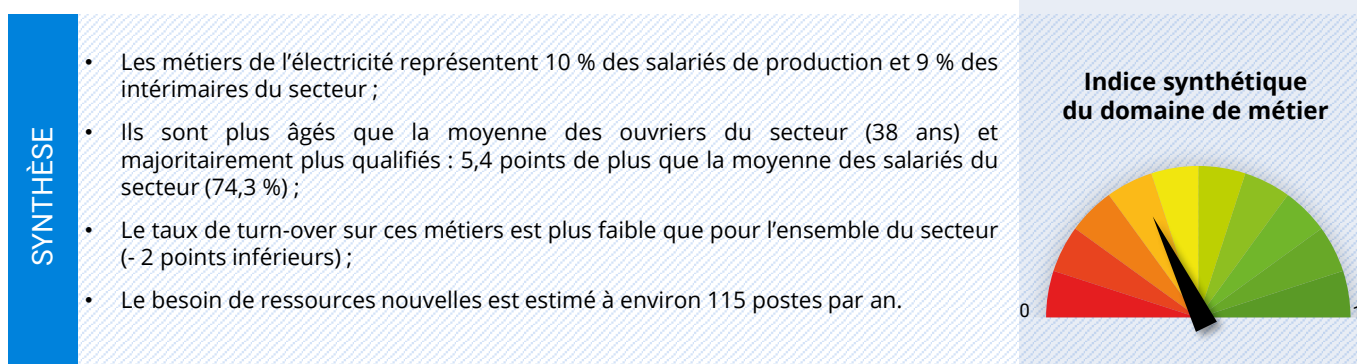 SYNTHÈSE
• Les métiers de l’électricité représentent 10 % des salariés de production et 9 % des
intérimaires du secteur ;
• Ils sont plus âgés que la moyenne des ouvriers du secteur (38 ans) et
majoritairement plus qualifiés : 5,4 points de plus que la moyenne des salariés du
secteur (74,3 %) ;
• Le taux de turn-over sur ces métiers est plus faible que pour l’ensemble du secteur
(- 2 points inférieurs) ;
• Le besoin de ressources nouvelles est estimé à environ 115 postes par an.
Indice synthétique
du domaine de métier
0